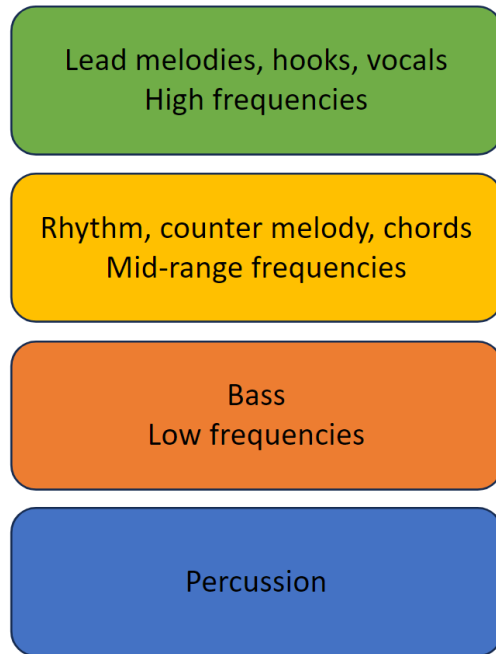 Lead melodies, hooks, vocals
High frequencies
Rhythm, counter melody, chords
Mid-range frequencies
Bass
Low frequencies
Percussion